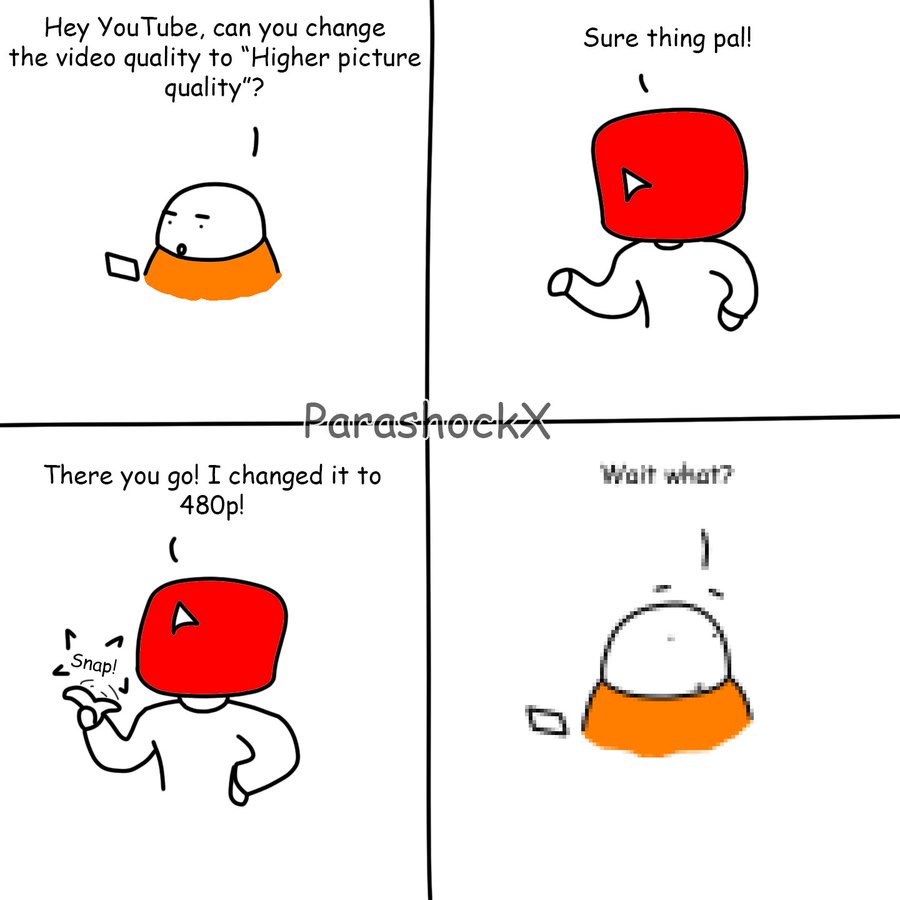 Hey YouTube, can you change
the video quality to “Higher picture
quality”?
Sure thing pal!
ParashockX
There you go! I changed it to
480p!
Snap!
Wait what?